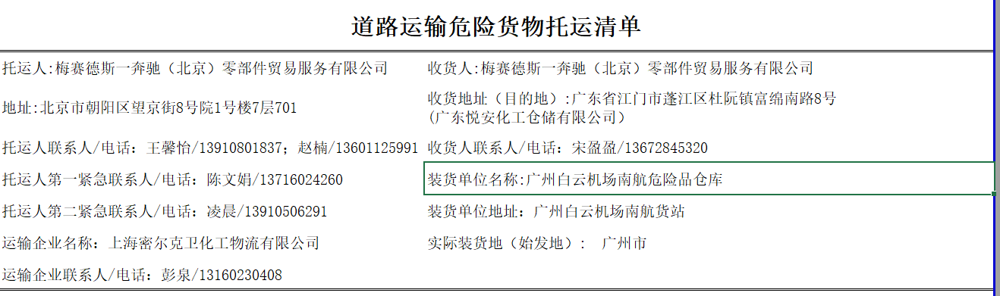 道路运输危险货物托运清单
托运人:梅赛德斯一奔驰（北京）零部件贸易服务有限公司
收货人:梅赛德斯一奔驰（北京）零部件贸易服务有限公司
地址:北京市朝阳区望京街8号院1号楼7层701
收货地址（目的地）:广东省江门市蓬江区杜阮镇富绵南路8号
(广东悦安化工仓储有限公司）
托运人联系人/电话：王馨怡/13910801837；赵楠/13601125991
收货人联系人/电话：宋盈盈/13672845320
托运人第一紧急联系人/电话：陈文娟/13716024260
装货单位名称:广州白云机场南航危险品仓库
托运人第二紧急联系人/电话：凌晨/13910506291
装货单位地址：广州白云机场南航货站
运输企业名称：上海密尔克卫化工物流有限公司
实际装货地（始发地）： 广州市
运输企业联系人/电话：彭泉/13160230408